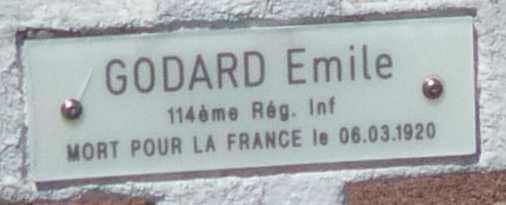 GODARD Emile
114ème Rég. Inf
MORT POUR LA FRANCE le 06.03.1920